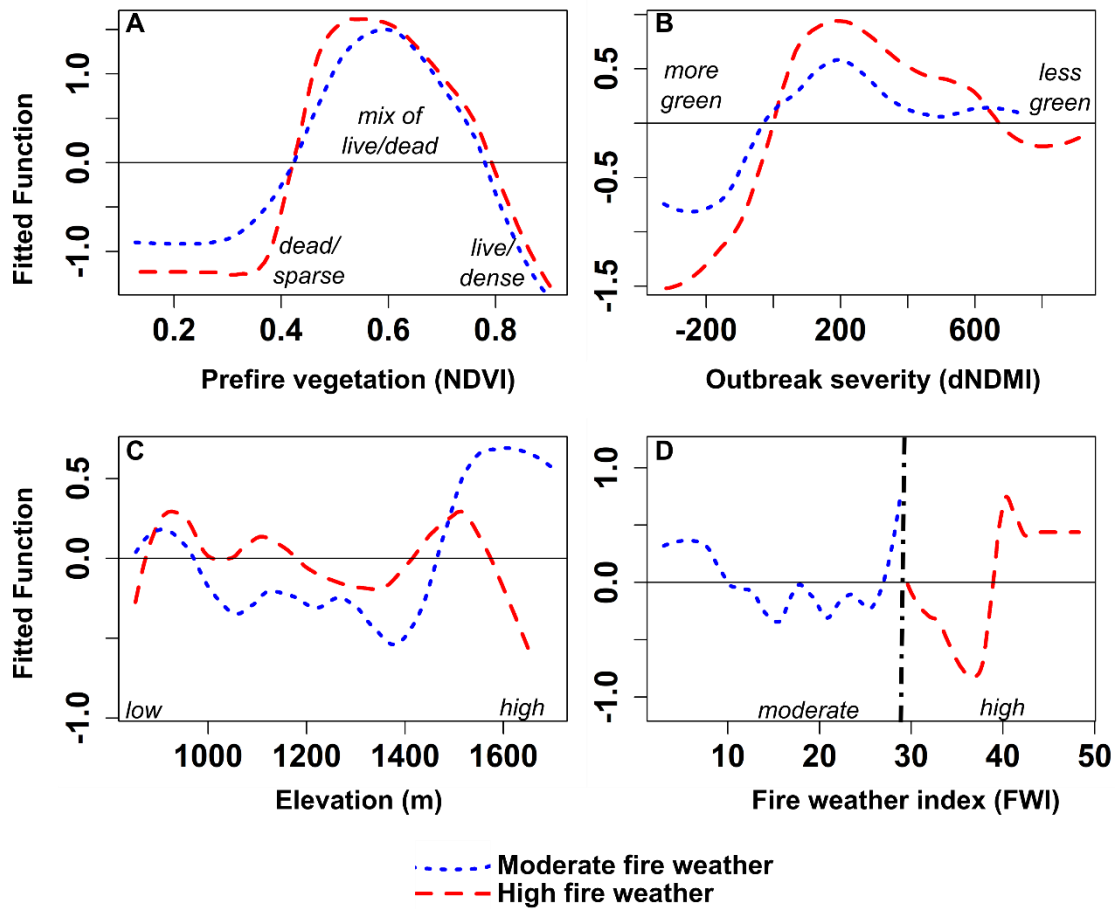 A
Fitted Function
1.0
0.0
-1.0
mix of
live/dead
dead/
sparse
live/
dense
0.2 0.4 0.6 0.8
Prefire vegetation (NDVI)
B
0.5
-0.5
-1.5
more
green
less
green
-200 200 600
Outbreak severity (dNDMI)
C
Fitted Function
0.5
0.0
-1.0
low
high
1000 1200 1400 1600
Elevation (m)
D
1.0
0.0
-1.0
moderate
high
10 20 30 40 50
Fire weather index (FWI)
Moderate fire weather
High fire weather